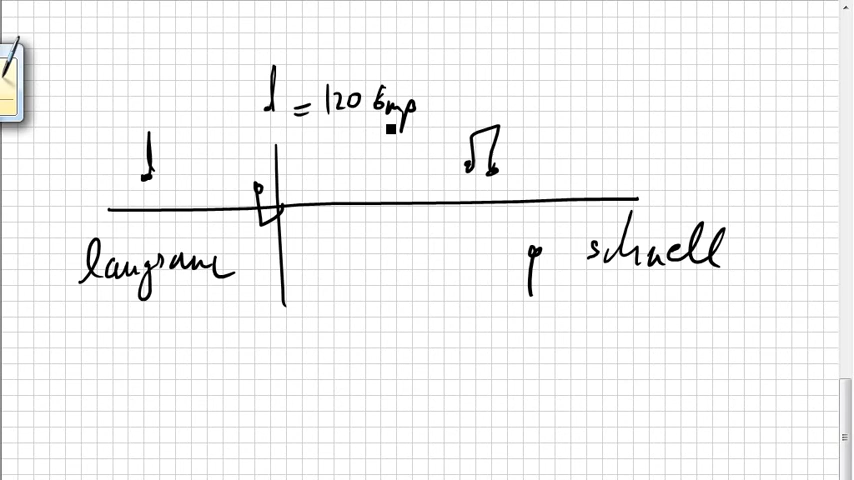 ♩ = 120 bmp
♩ ♫
langsam schnell